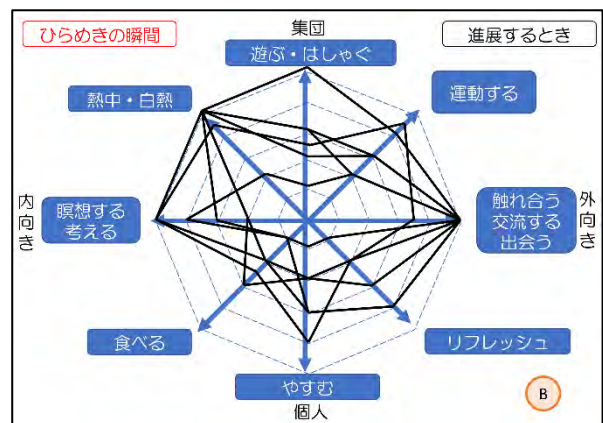 ひらめきの瞬間
集団
進展するとき
遊ぶ・はしゃぐ
熱中・白熱
運動する
内向き
瞑想する
考える
触れ合う
交流する
出会う
外向き
食べる
リフレッシュ
やすむ
個人
B